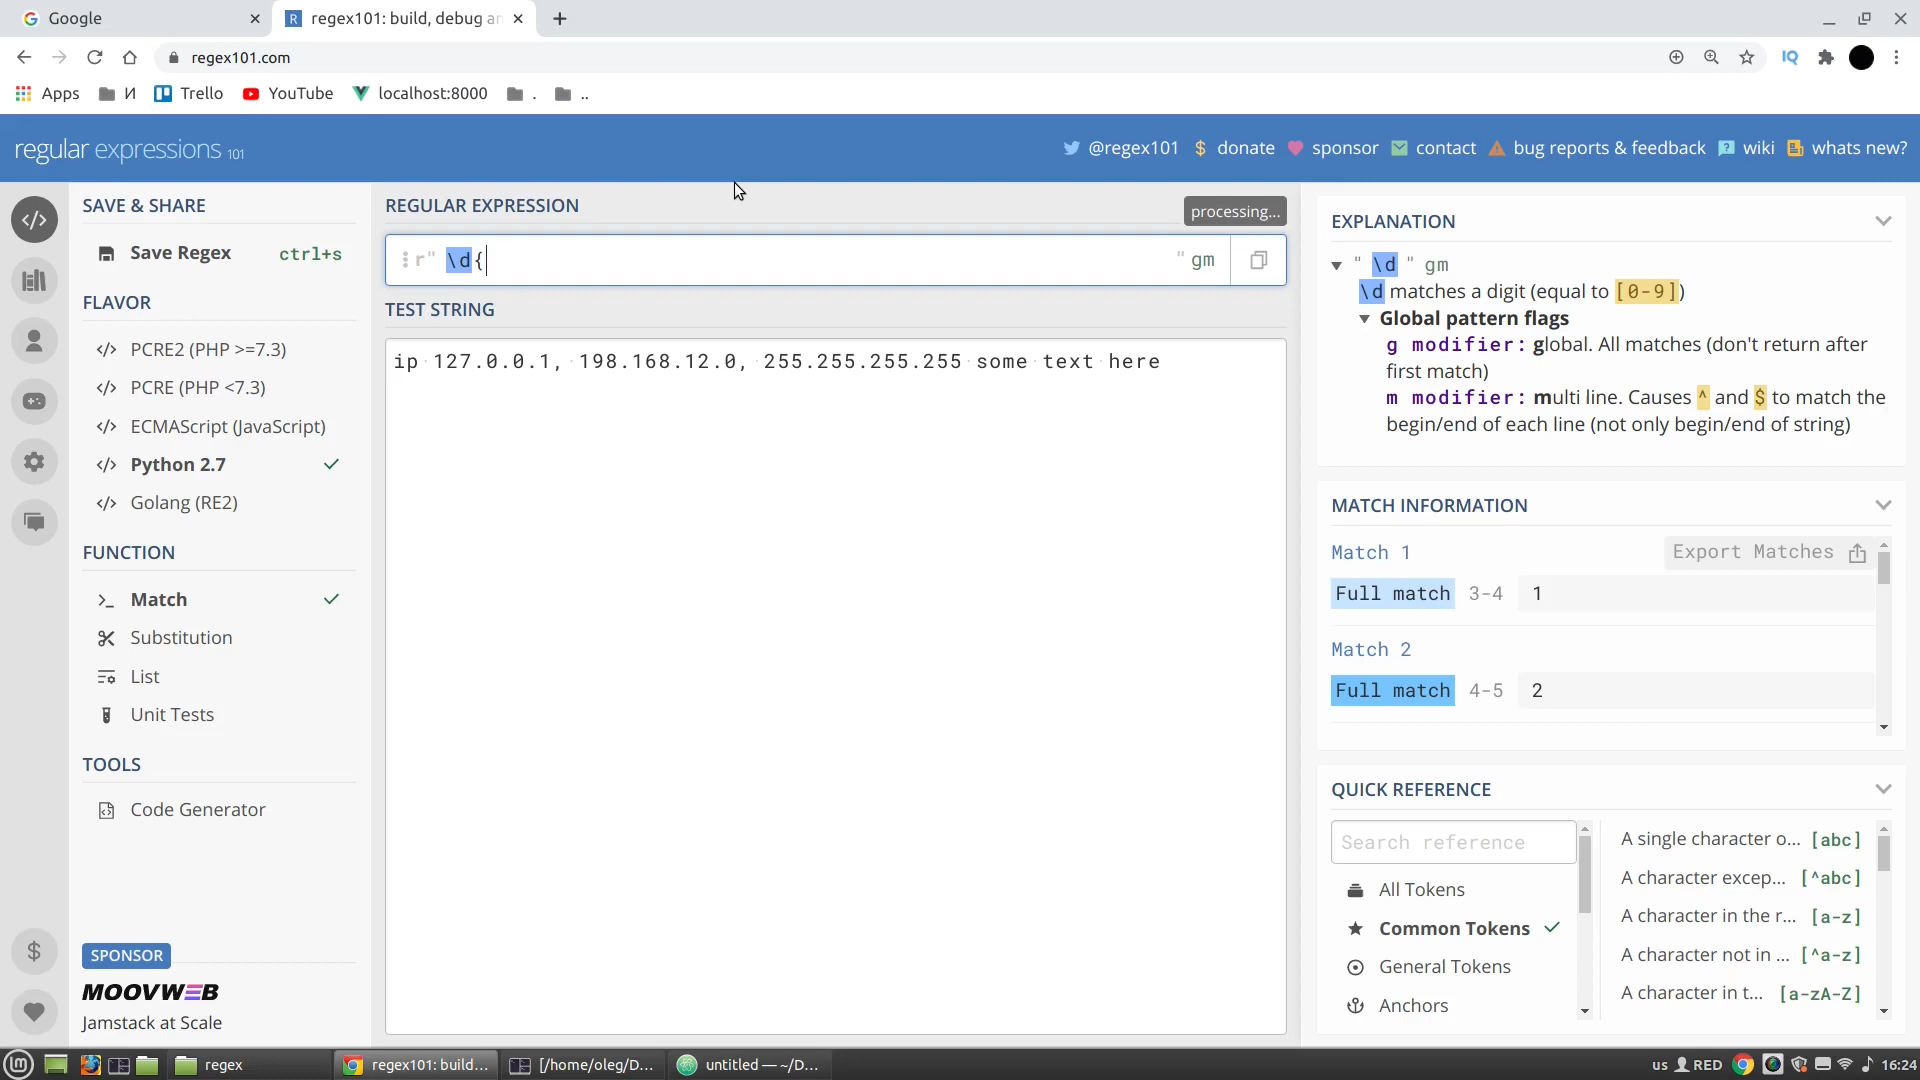 Google
regex101: build, debug an
regex101.com
IQ
Apps
И
Trello
YouTube
localhost:8000
.
..
regular expressions 101
@regex101
$ donate
sponsor
contact
bug reports & feedback
wiki
whats new?
SAVE & SHARE
Save Regex ctrl+s
FLAVOR
</> PCRE2 (PHP >=7.3)
</> PCRE (PHP <7.3)
</> ECMAScript (JavaScript)
</> Python 2.7
</> Golang (RE2)
FUNCTION
Match
Substitution
List
Unit Tests
TOOLS
Code Generator
SPONSOR
MOOVWEB
Jamstack at Scale
REGULAR EXPRESSION
processing...
r" \d{ " gm
TEST STRING
ip 127.0.0.1, 198.168.12.0, 255.255.255.255 some text here
EXPLANATION
" \d " gm
\d matches a digit (equal to [0-9])
Global pattern flags
g modifier: global. All matches (don't return after
first match)
m modifier: multi line. Causes ^ and $ to match the
begin/end of each line (not only begin/end of string)
MATCH INFORMATION
Match 1
Export Matches
Full match 3-4 1
Match 2
Full match 4-5 2
QUICK REFERENCE
Search reference
All Tokens
Common Tokens
General Tokens
Anchors
A single character o... [abc]
A character excep... [^abc]
A character in the r... [a-z]
A character not in ... [^a-z]
A character in t... [a-zA-Z]
regex
regex101: build...
[/home/oleg/D...
untitled — ~/D...
us
RED
16:24